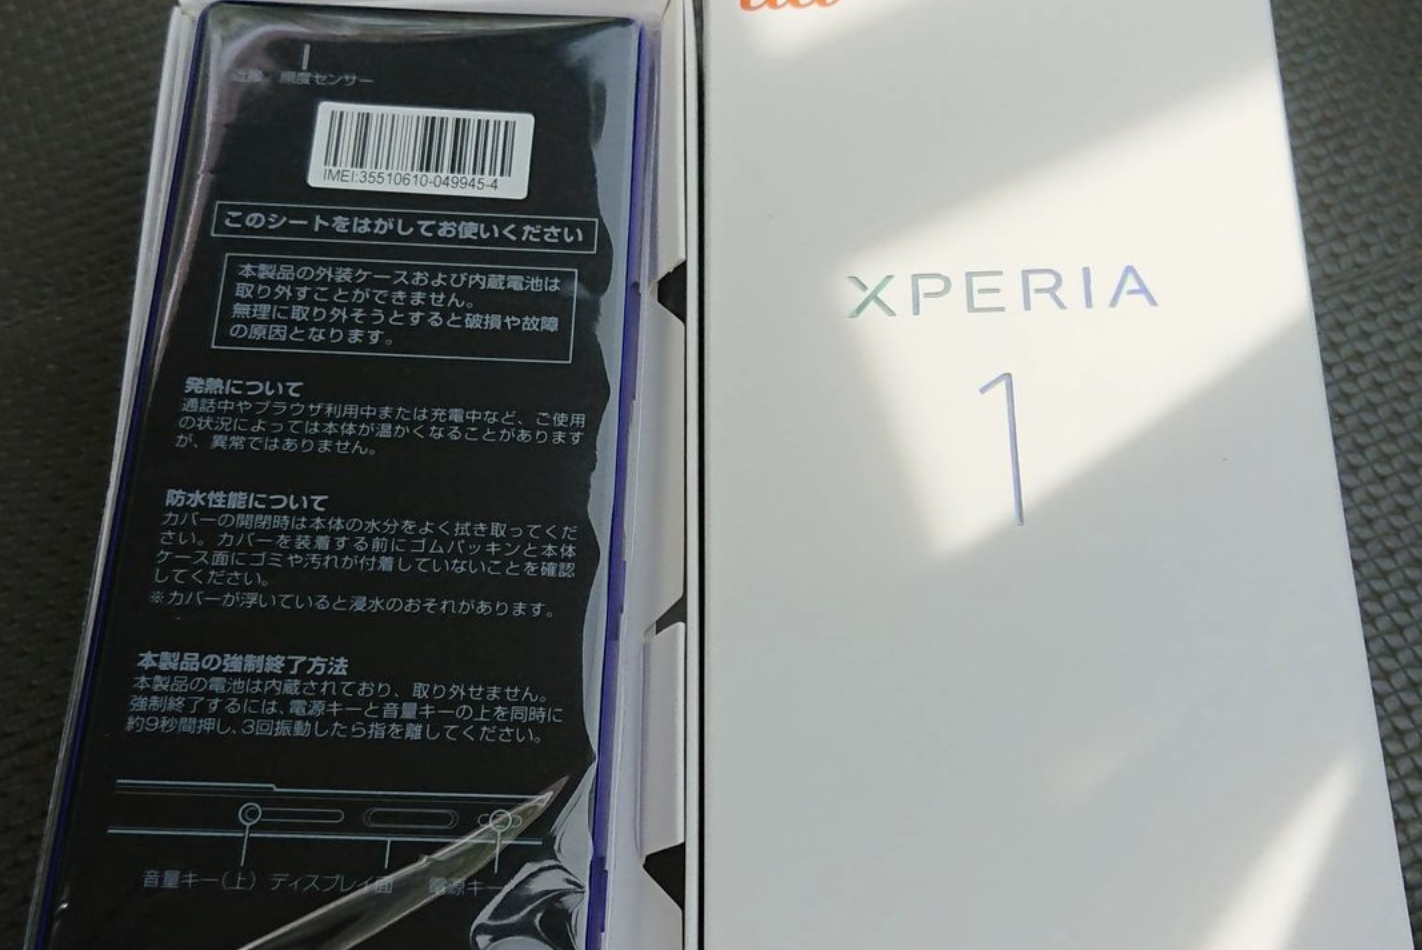 近接/照度センサー
IMEI:35510610-049945-4
このシートをはがしてお使いください
本製品の外装ケースおよび内蔵電池は
取り外すことができません。
無理に取り外そうとすると破損や故障
の原因となります。
発熱について
通話中やブラウザ利用中または充電中など、ご使用
の状況によっては本体が温かくなることがあります
が、異常ではありません。
防水性能について
カバーの開閉時は本体の水分をよく拭き取ってくだ
さい。カバーを装着する前にゴムパッキンと本体
ケース面にゴミや汚れが付着していないことを確認
してください。
※カバーが浮いていると浸水のおそれがあります。
本製品の強制終了方法
本製品の電池は内蔵されており、取り外せません。
強制終了するには、電源キーと音量キーの上を同時に
約9秒間押し、3回振動したら指を離してください。
音量キー(上) ディスプレイ面 電源キー
XPERIA
1